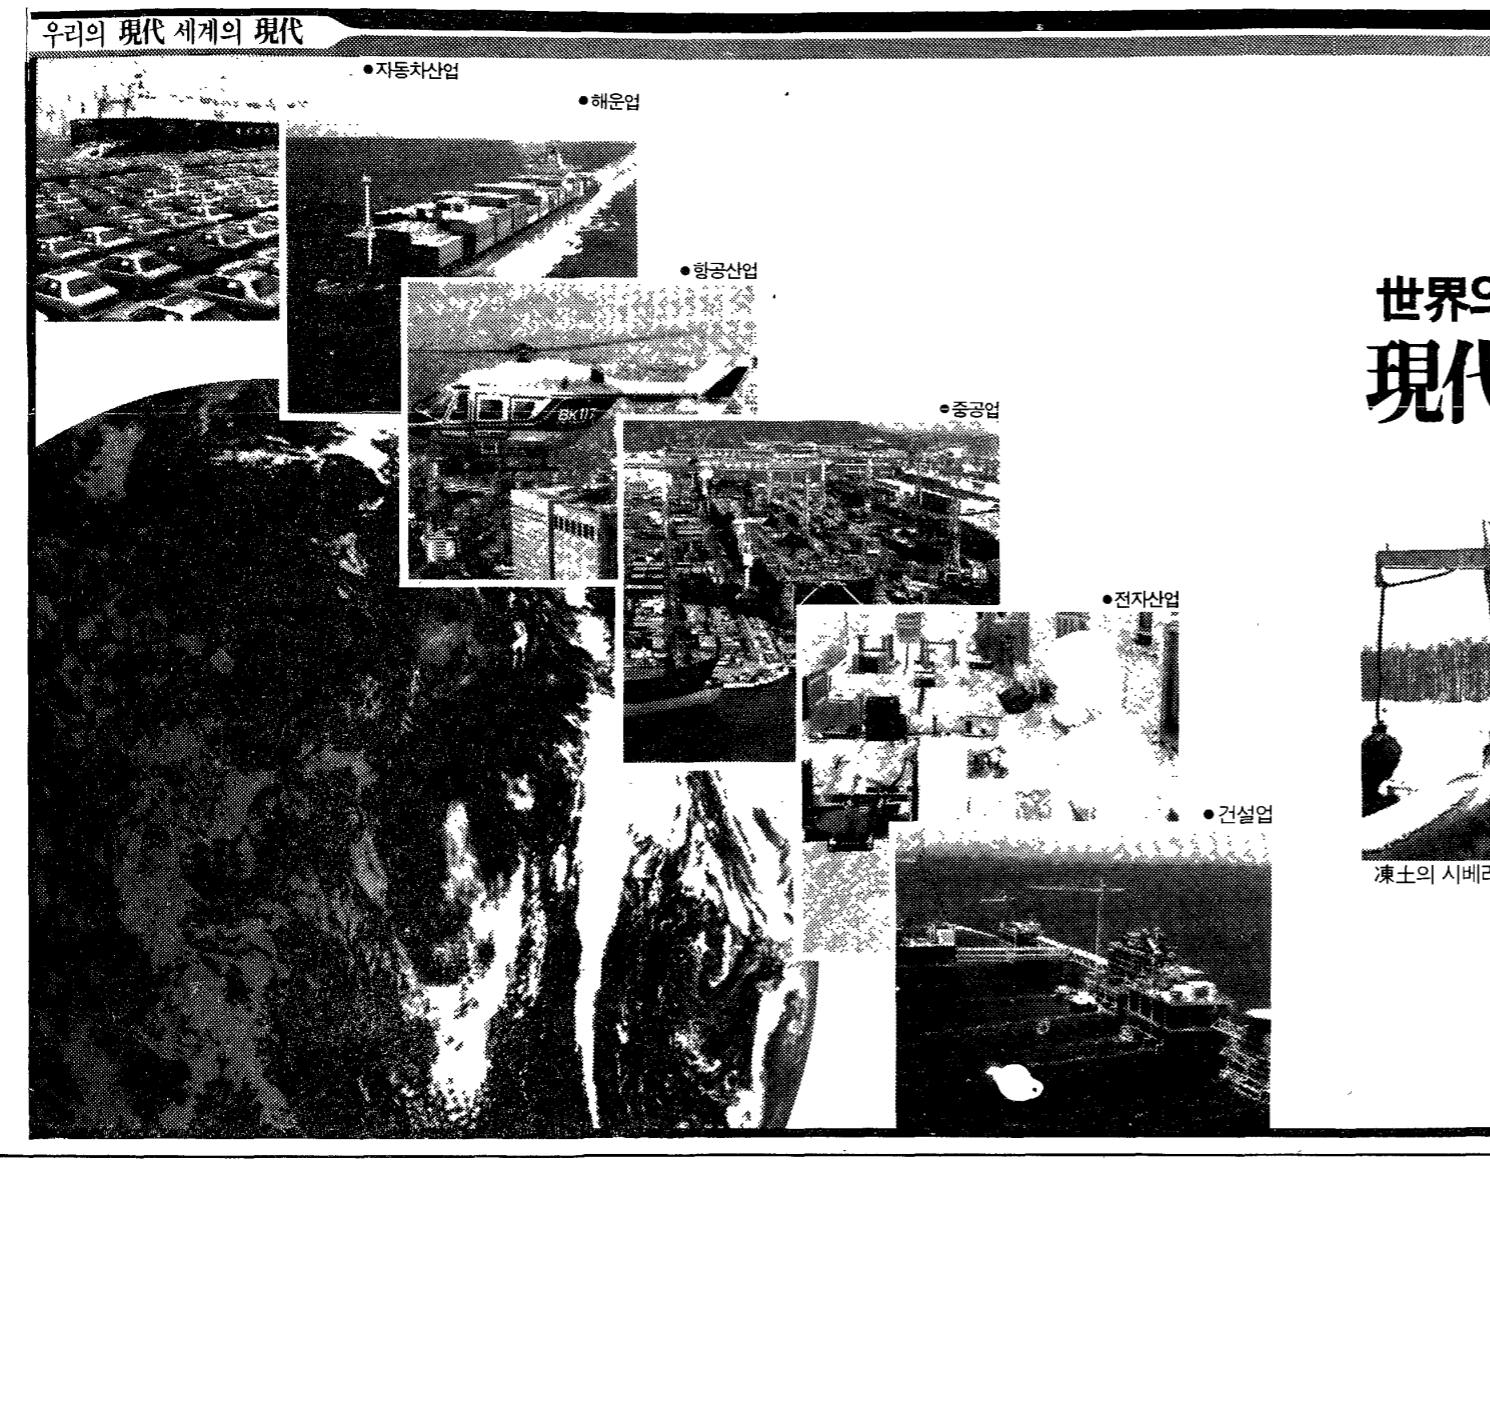 우리의 現代 세계의 現代
●자동차산업
●해운업
●항공산업
BK117
●중공업
●전자산업
●건설업
世界의
現代
凍土의 시베리